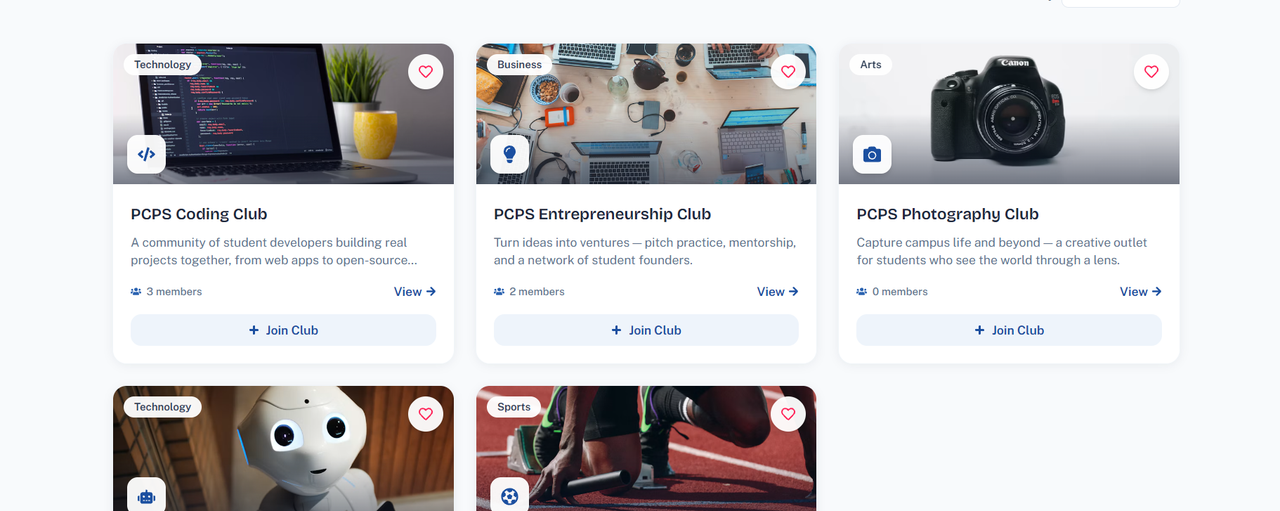 Technology
Business
Arts
Canon
PCPS Coding Club
A community of student developers building real
projects together, from web apps to open-source...
3 members
View →
+ Join Club
PCPS Entrepreneurship Club
Turn ideas into ventures — pitch practice, mentorship,
and a network of student founders.
2 members
View →
+ Join Club
PCPS Photography Club
Capture campus life and beyond — a creative outlet
for students who see the world through a lens.
0 members
View →
+ Join Club
Technology
Sports